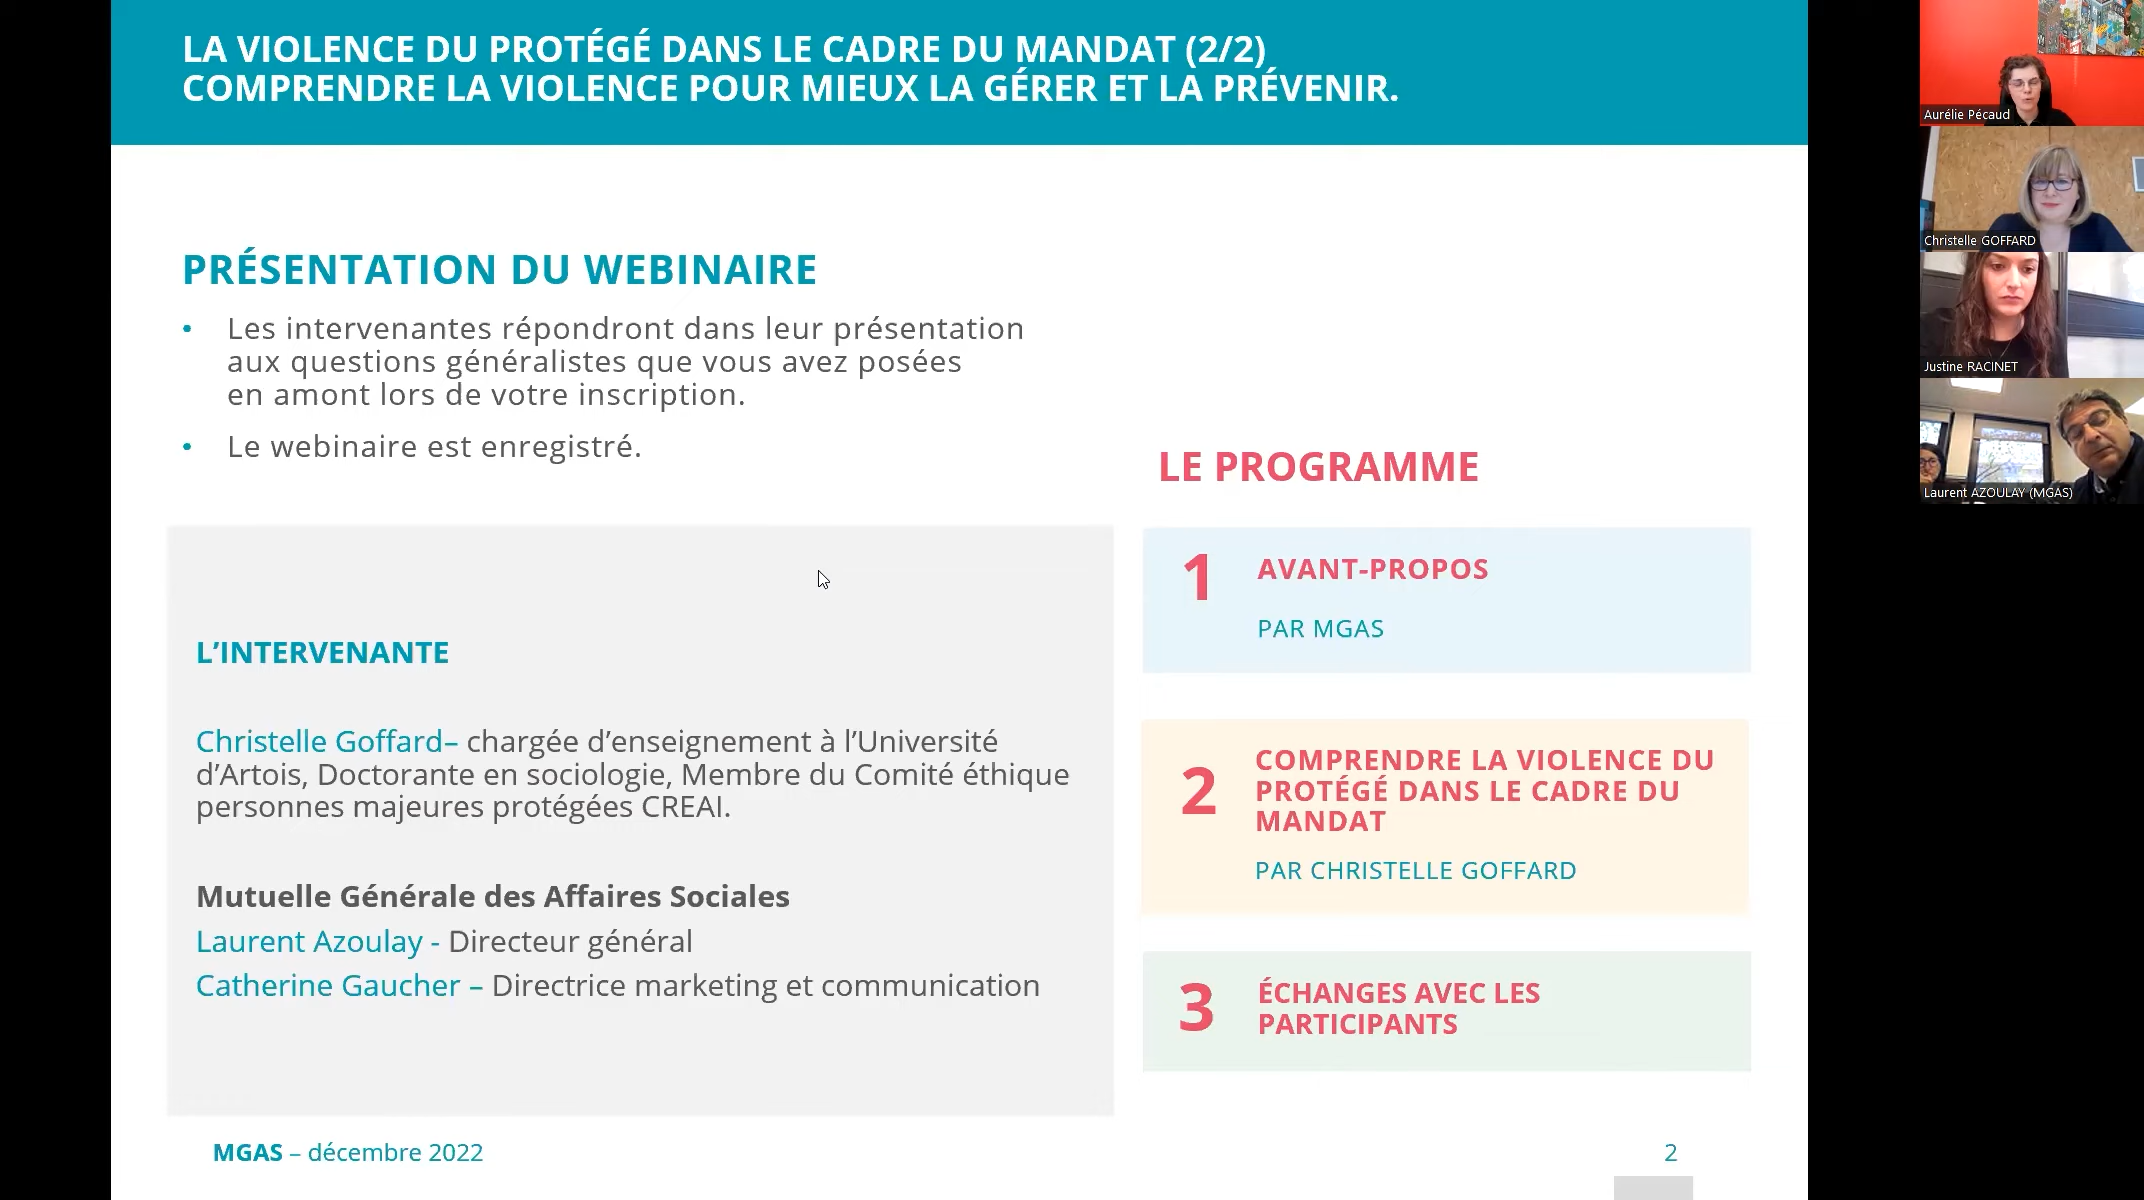 LA VIOLENCE DU PROTÉGÉ DANS LE CADRE DU MANDAT (2/2)
COMPRENDRE LA VIOLENCE POUR MIEUX LA GÉRER ET LA PRÉVENIR.
PRÉSENTATION DU WEBINAIRE
• Les intervenantes répondront dans leur présentation
aux questions généralistes que vous avez posées
en amont lors de votre inscription.
• Le webinaire est enregistré.
L’INTERVENANTE
Christelle Goffard– chargée d’enseignement à l’Université
d’Artois, Doctorante en sociologie, Membre du Comité éthique
personnes majeures protégées CREAI.
Mutuelle Générale des Affaires Sociales
Laurent Azoulay - Directeur général
Catherine Gaucher – Directrice marketing et communication
LE PROGRAMME
1 AVANT-PROPOS
PAR MGAS
2 COMPRENDRE LA VIOLENCE DU
PROTÉGÉ DANS LE CADRE DU
MANDAT
PAR CHRISTELLE GOFFARD
3 ÉCHANGES AVEC LES
PARTICIPANTS
MGAS – décembre 2022
2
Aurélie Pécaud
Christelle GOFFARD
Justine RACINET
Laurent AZOULAY (MGAS)